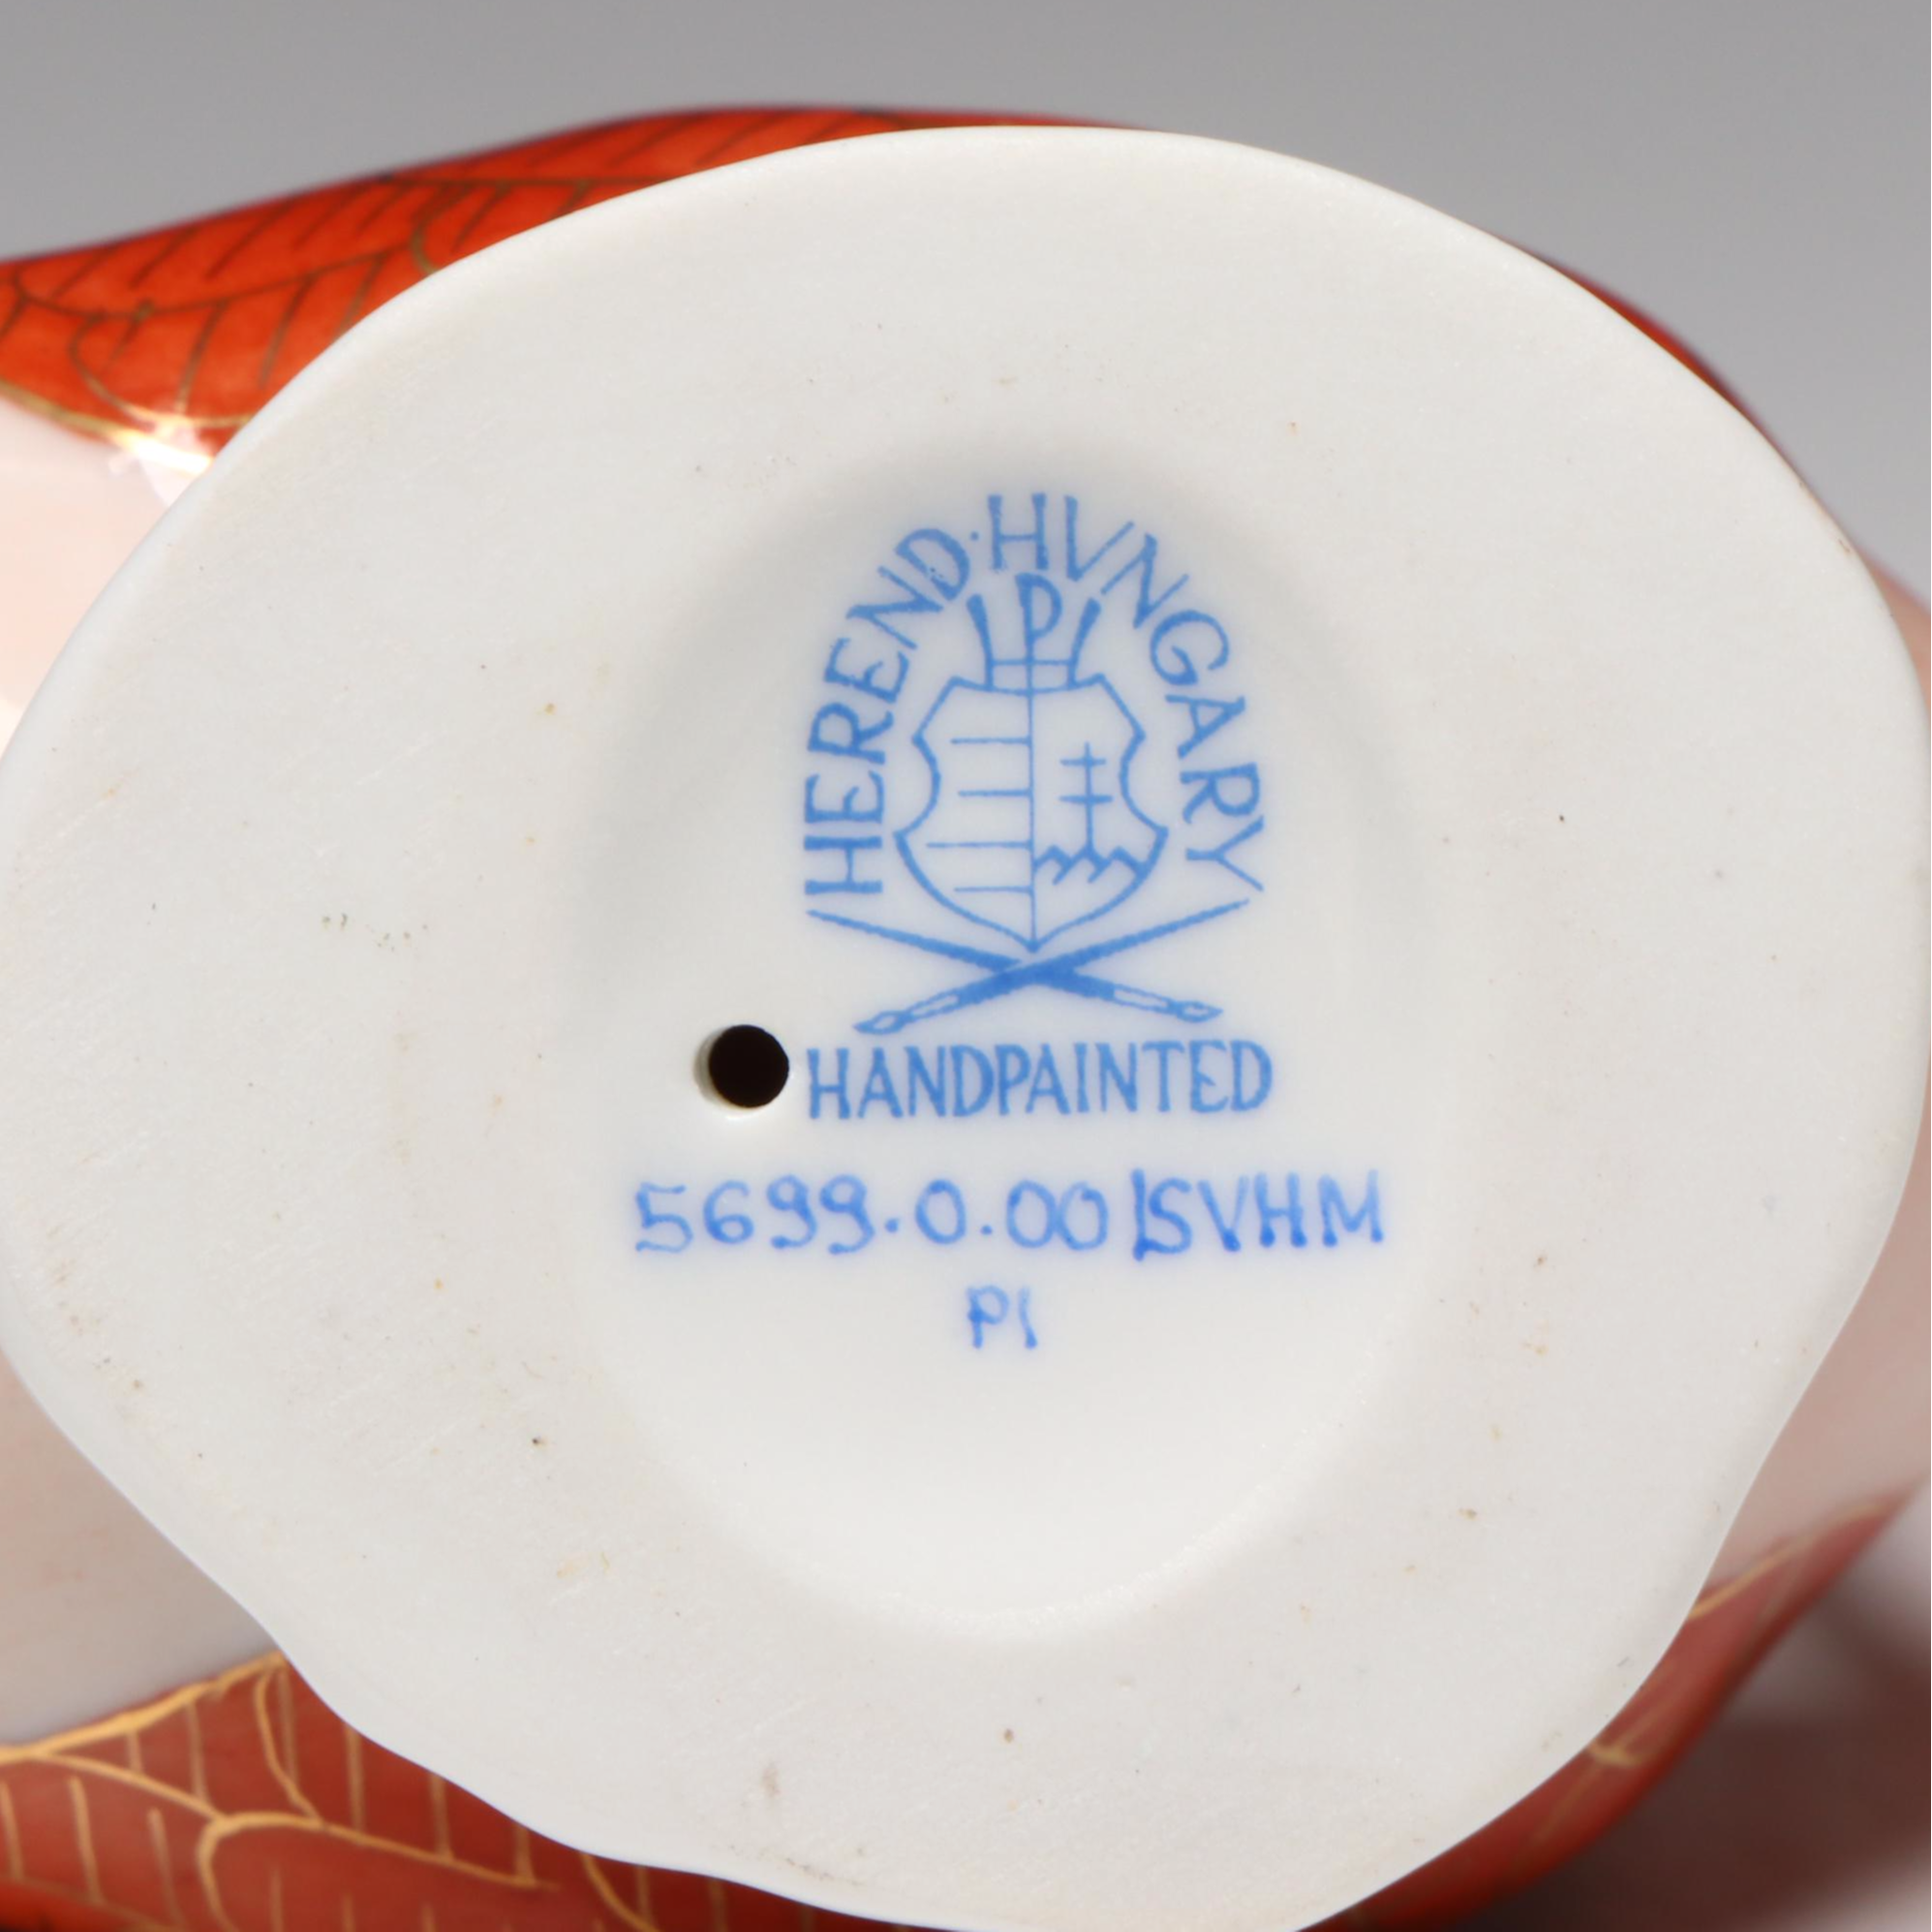 HEREND·HVNGARY
HANDPAINTED
5699.0.00|SVHM
PI